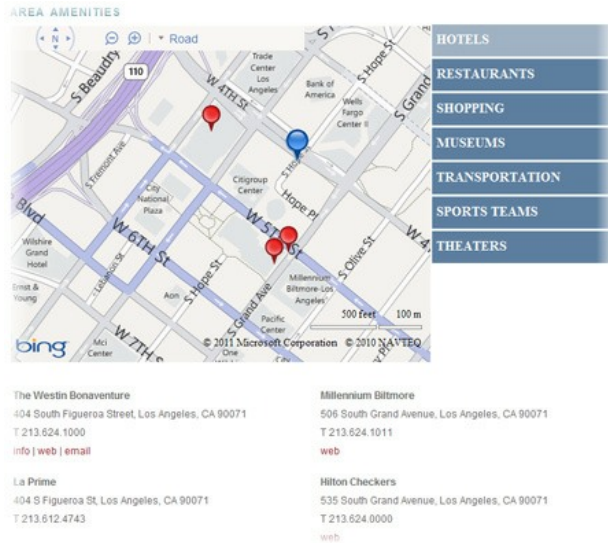 AREA AMENITIES
N
Road
HOTELS
RESTAURANTS
SHOPPING
MUSEUMS
TRANSPORTATION
SPORTS TEAMS
THEATERS
110
S Beaudry
Trade
Center
Los
Angeles
Bank of
America
S Hope St
S Grand
Wells
Fargo
Center II
W 4TH St
S Tremont Ave
City
National
Plaza
Citigroup
Center
S Hope St
Hope Pl
Blvd
W 5TH St
W 6TH St
Wilshire
Grand
Hotel
Lebanon St
S Hope St
S Olive St
W 4
Ernst &
Young
Aon
S Grand Ave
Millennium
Biltmore-Los
Angeles
Pacific
Center
500 feet 100 m
W 7TH St
Mci
Center
One
bing
© 2011 Microsoft Corporation © 2010 NAVTEQ
The Westin Bonaventure
404 South Figueroa Street, Los Angeles, CA 90071
T 213.624.1000
info | web | email
Millennium Biltmore
506 South Grand Avenue, Los Angeles, CA 90071
T 213.624.1011
web
La Prime
404 S Figueroa St, Los Angeles, CA 90071
T 213.612.4743
Hilton Checkers
535 South Grand Avenue, Los Angeles, CA 90071
T 213.624.0000
web